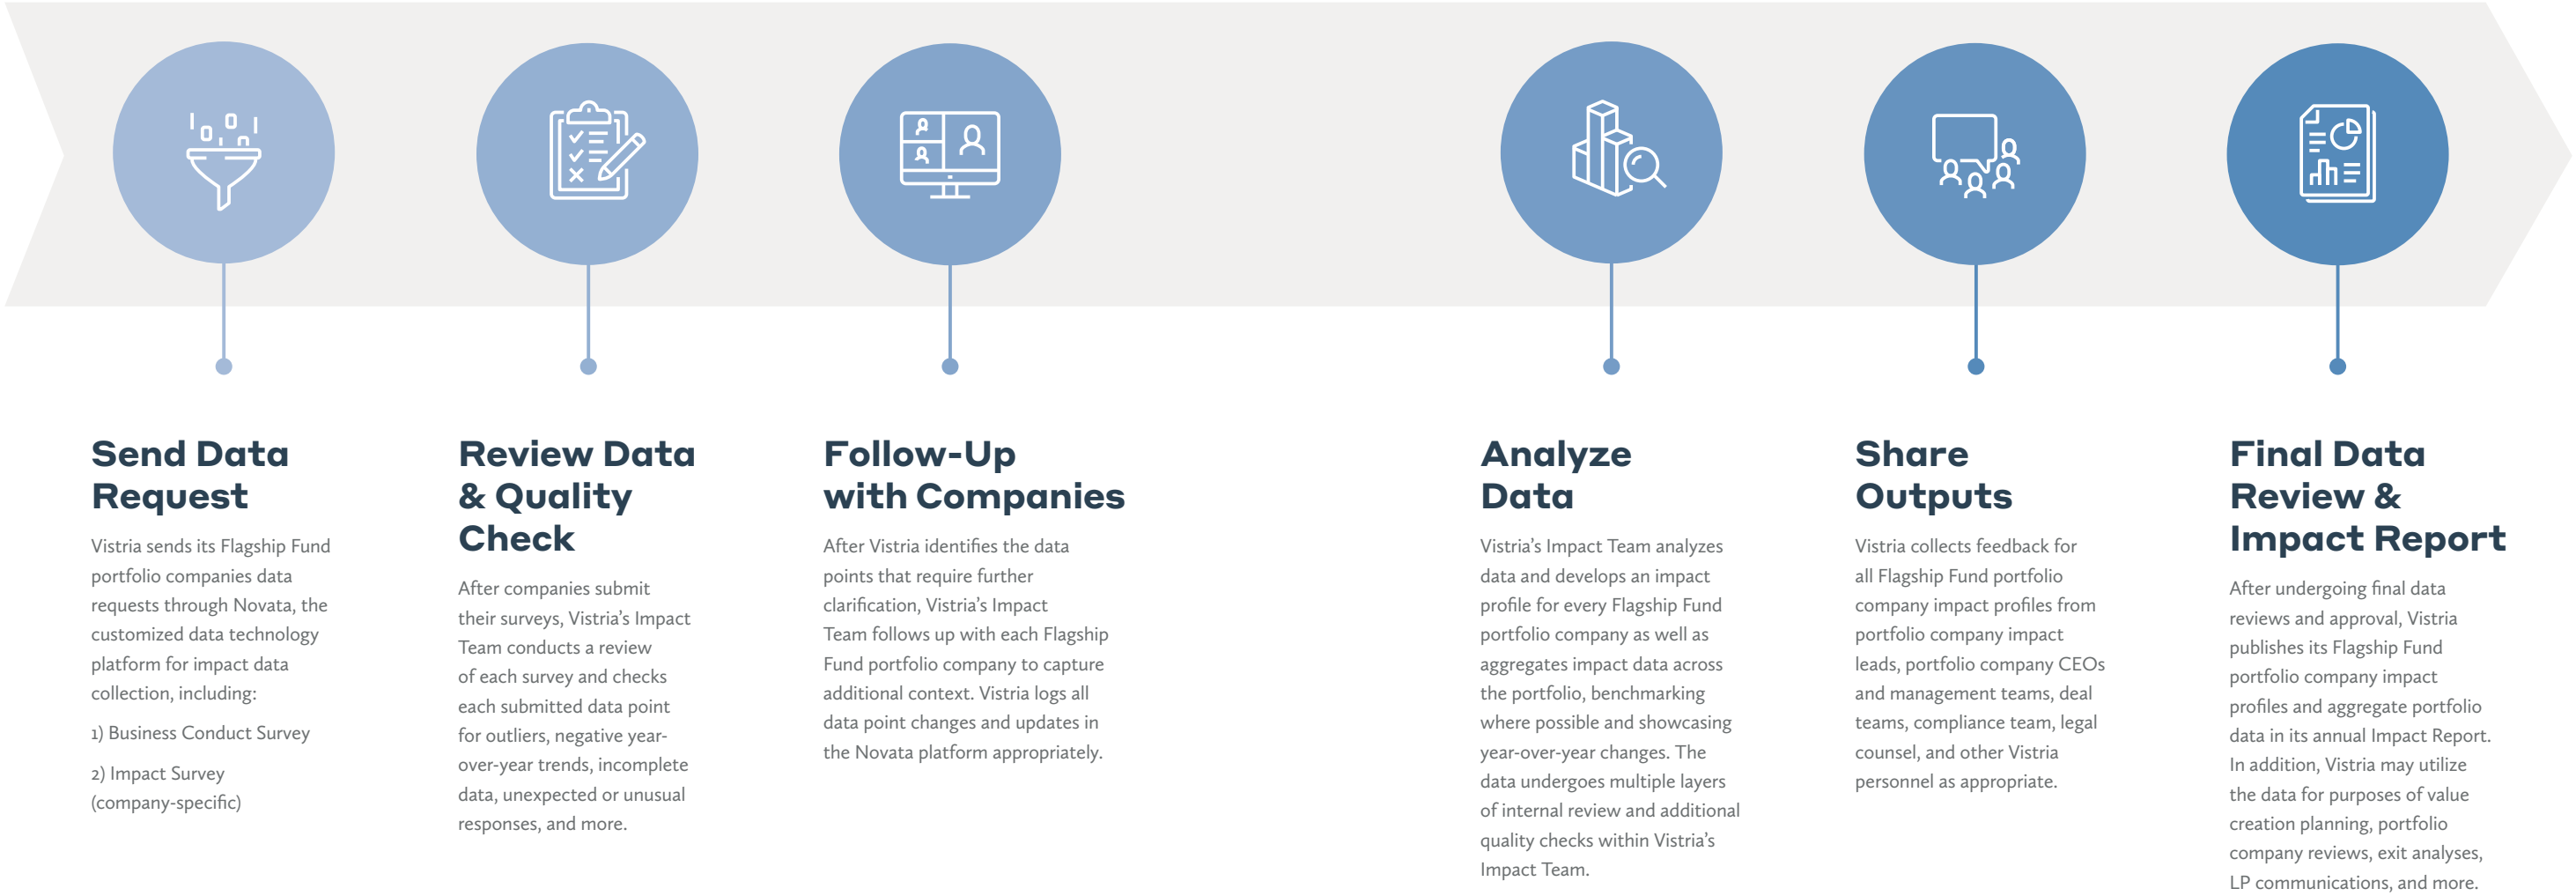 Send Data
Request
Vistria sends its Flagship Fund
portfolio companies data
requests through Novata, the
customized data technology
platform for impact data
collection, including:
1) Business Conduct Survey
2) Impact Survey
(company-specific)
Review Data
& Quality
Check
After companies submit
their surveys, Vistria’s Impact
Team conducts a review
of each survey and checks
each submitted data point
for outliers, negative year-
over-year trends, incomplete
data, unexpected or unusual
responses, and more.
Follow-Up
with Companies
After Vistria identifies the data
points that require further
clarification, Vistria’s Impact
Team follows up with each Flagship
Fund portfolio company to capture
additional context. Vistria logs all
data point changes and updates in
the Novata platform appropriately.
Analyze
Data
Vistria’s Impact Team analyzes
data and develops an impact
profile for every Flagship Fund
portfolio company as well as
aggregates impact data across
the portfolio, benchmarking
where possible and showcasing
year-over-year changes. The
data undergoes multiple layers
of internal review and additional
quality checks within Vistria’s
Impact Team.
Share
Outputs
Vistria collects feedback for
all Flagship Fund portfolio
company impact profiles from
portfolio company impact
leads, portfolio company CEOs
and management teams, deal
teams, compliance team, legal
counsel, and other Vistria
personnel as appropriate.
Final Data
Review &
Impact Report
After undergoing final data
reviews and approval, Vistria
publishes its Flagship Fund
portfolio company impact
profiles and aggregate portfolio
data in its annual Impact Report.
In addition, Vistria may utilize
the data for purposes of value
creation planning, portfolio
company reviews, exit analyses,
LP communications, and more.